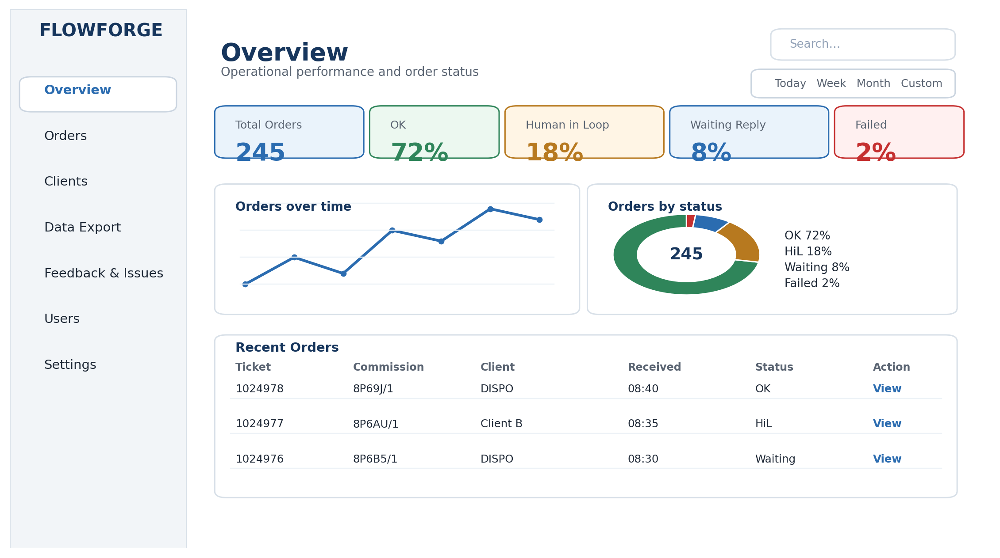 FLOWFORGE
Overview
Orders
Clients
Data Export
Feedback & Issues
Users
Settings
Overview
Operational performance and order status
Search...
Today Week Month Custom
Total Orders
245
OK
72%
Human in Loop
18%
Waiting Reply
8%
Failed
2%
Orders over time
Orders by status
245
OK 72%
HiL 18%
Waiting 8%
Failed 2%
Recent Orders
Ticket Commission Client Received Status Action
1024978 8P69J/1 DISPO 08:40 OK View
1024977 8P6AU/1 Client B 08:35 HiL View
1024976 8P6B5/1 DISPO 08:30 Waiting View